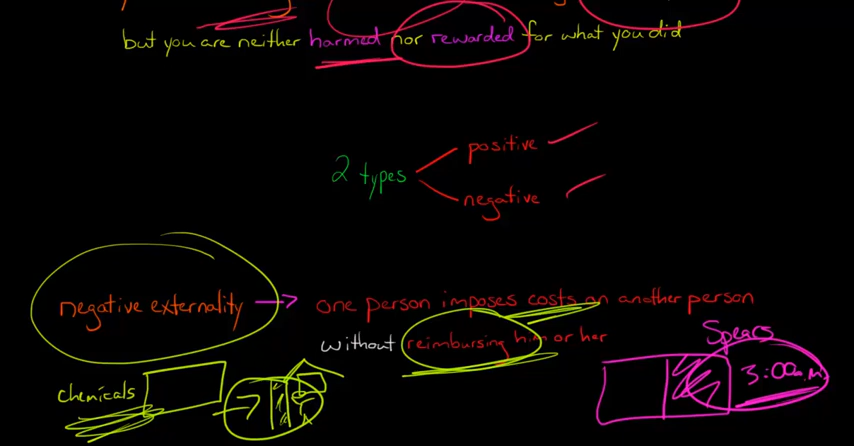 but you are neither harmed nor rewarded for what you did
2 types
positive
negative
negative externality → one person imposes costs on another person
without reimbursing him or her
Spears
3:00a.m.
chemicals